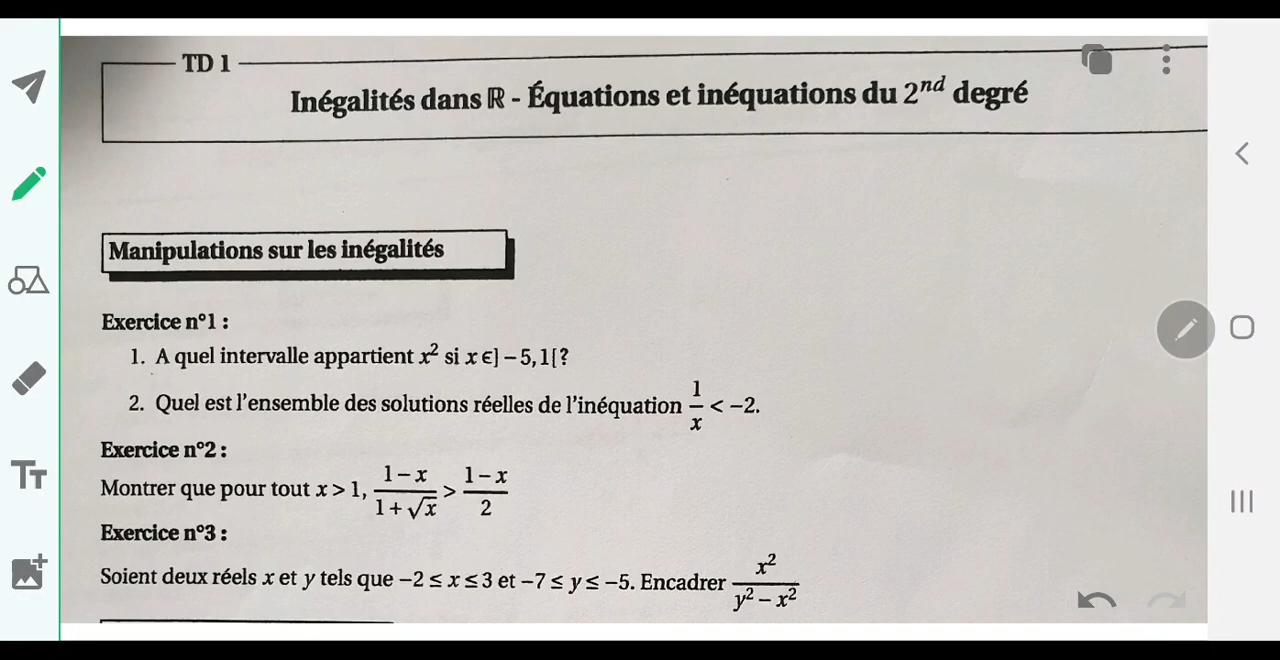 TD 1
Inégalités dans ℝ - Équations et inéquations du 2ⁿᵈ degré
Manipulations sur les inégalités
Exercice n°1 :
1. A quel intervalle appartient x² si x ∈] − 5, 1[?
2. Quel est l'ensemble des solutions réelles de l'inéquation 1/x < −2.
Exercice n°2 :
Montrer que pour tout x > 1, (1 − x)/(1 + √x) > (1 − x)/2
Exercice n°3 :
Soient deux réels x et y tels que −2 ≤ x ≤ 3 et −7 ≤ y ≤ −5. Encadrer x²/(y² − x²)
TT